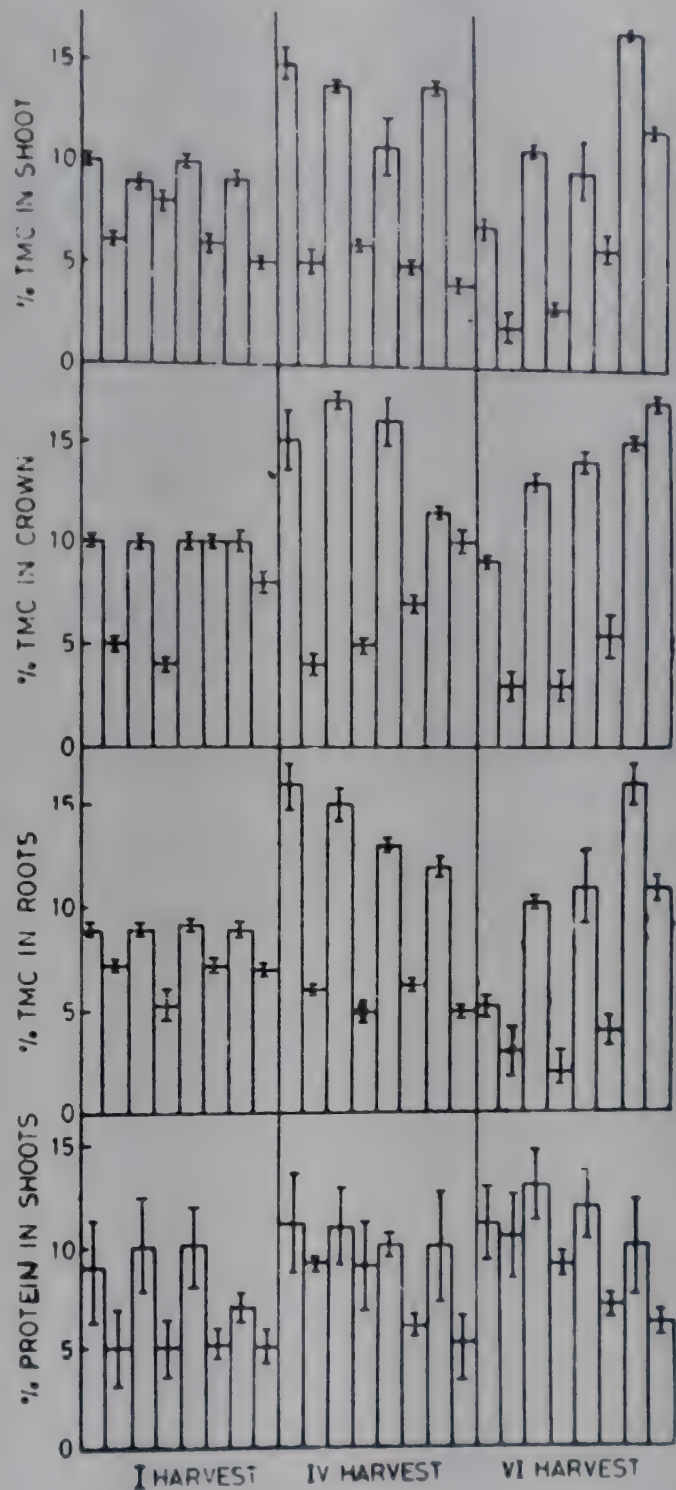 % TMC IN SHOOT
15
10
5
0
% TMC IN CROWN
15
10
5
0
% TMC IN ROOTS
15
10
5
0
% PROTEIN IN SHOOTS
15
10
5
0
I HARVEST
IV HARVEST
VI HARVEST